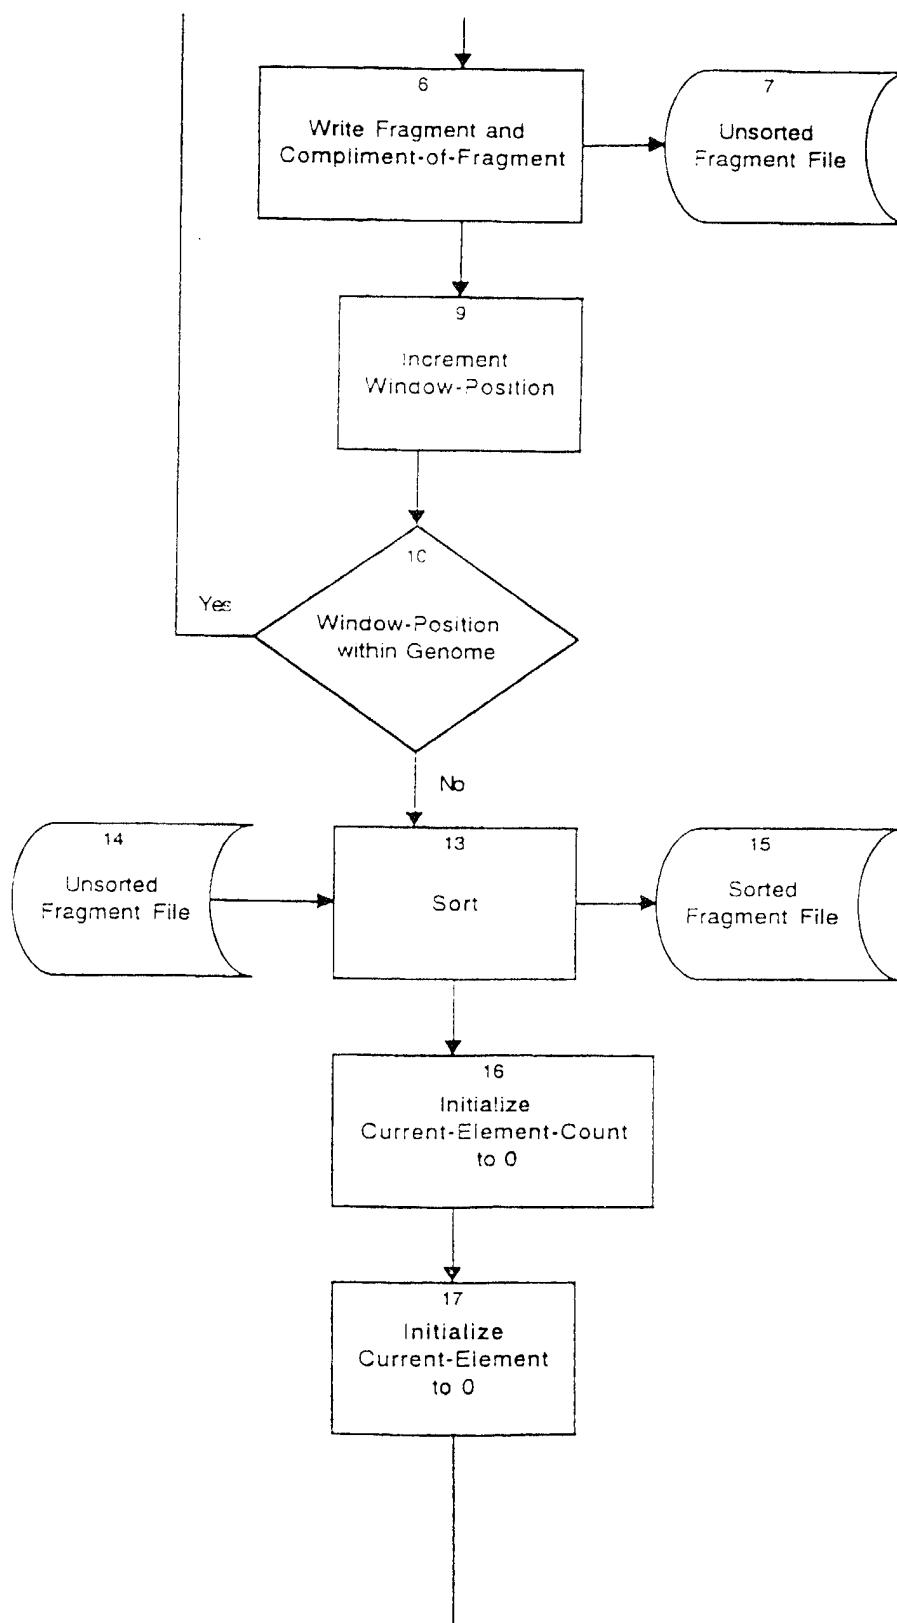 6
Write Fragment and
Compliment-of-Fragment
7
Unsorted
Fragment File
9
Increment
Window-Position
10
Window-Position
within Genome
Yes
No
14
Unsorted
Fragment File
13
Sort
15
Sorted
Fragment File
16
Initialize
Current-Element-Count
to 0
17
Initialize
Current-Element
to 0